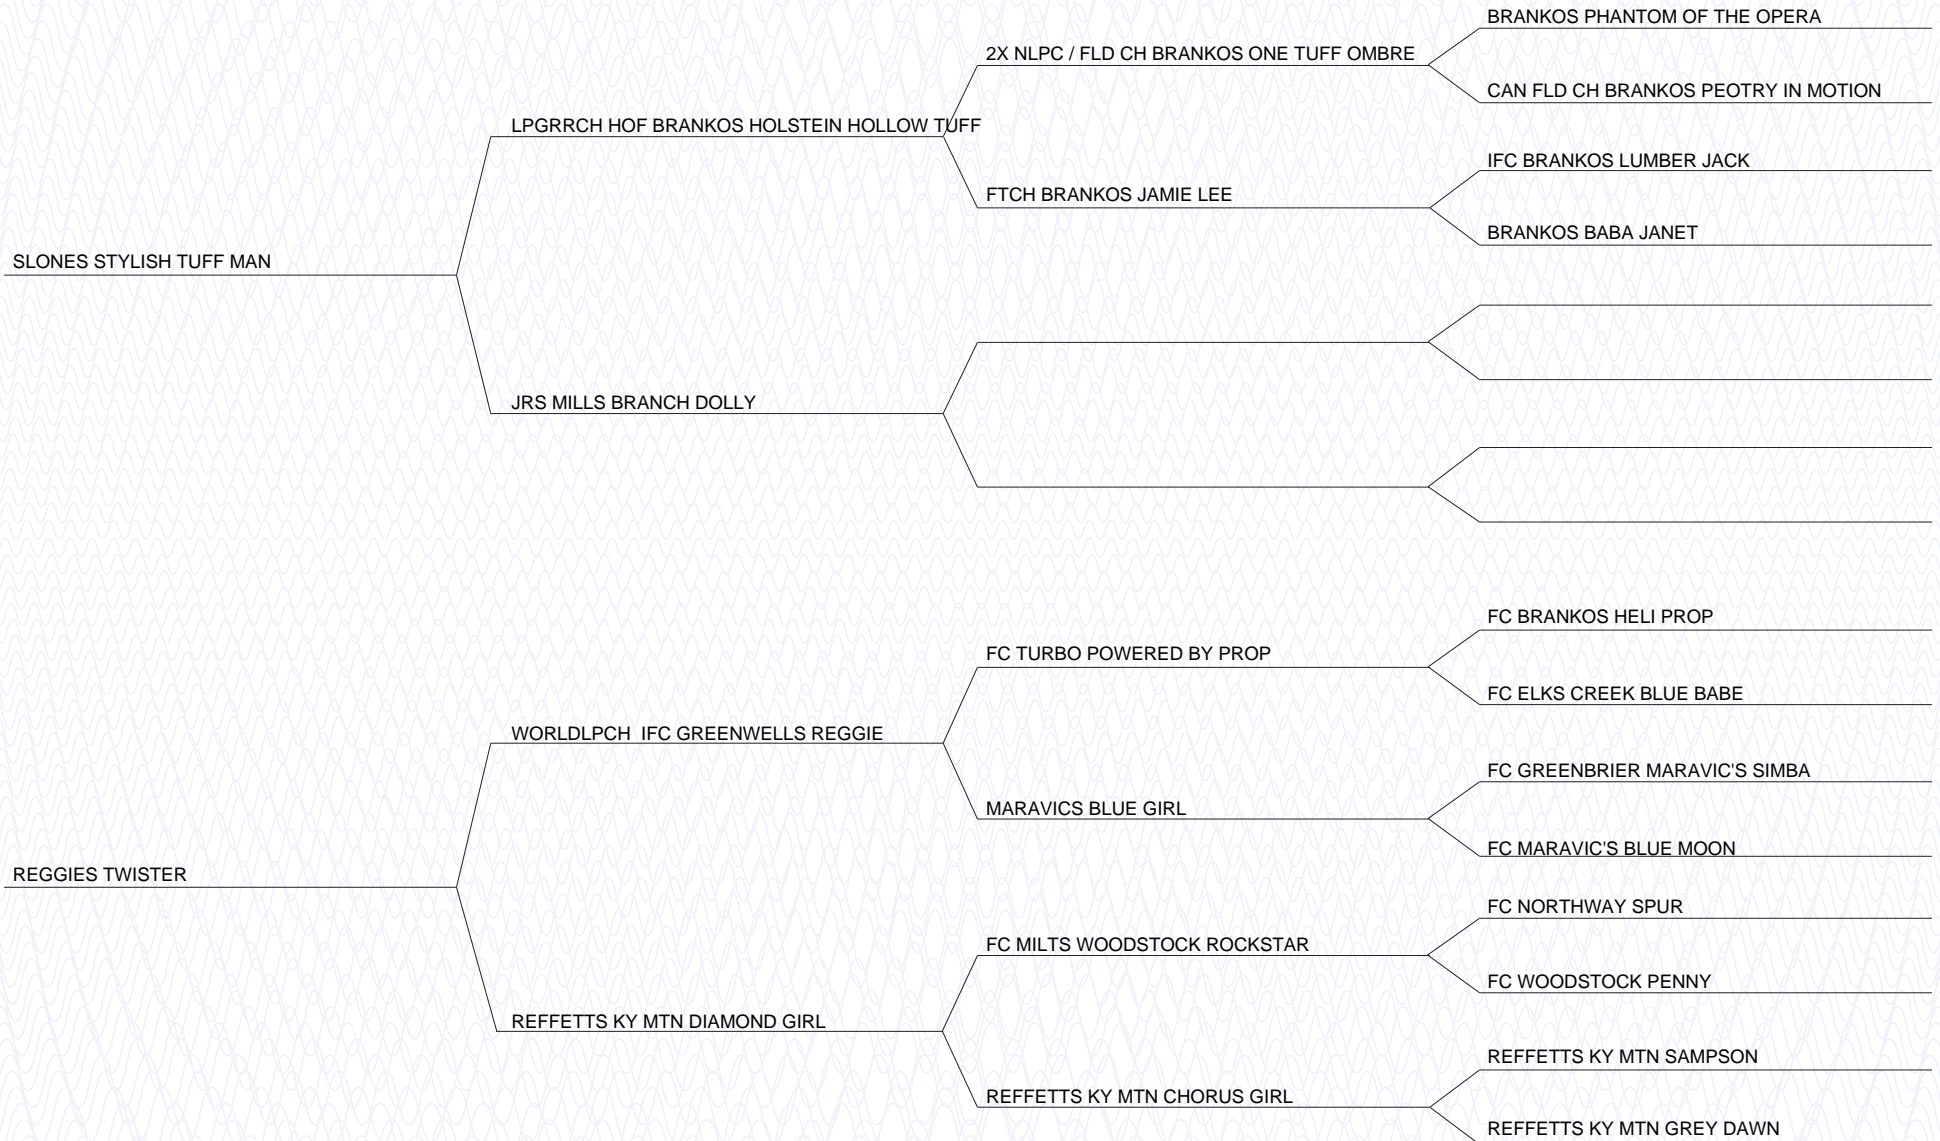 BRANKOS PHANTOM OF THE OPERA
2X NLPC / FLD CH BRANKOS ONE TUFF OMBRE
CAN FLD CH BRANKOS PEOTRY IN MOTION
LPGRRCH HOF BRANKOS HOLSTEIN HOLLOW TUFF
IFC BRANKOS LUMBER JACK
FTCH BRANKOS JAMIE LEE
BRANKOS BABA JANET
SLONES STYLISH TUFF MAN
JRS MILLS BRANCH DOLLY
FC BRANKOS HELI PROP
FC TURBO POWERED BY PROP
FC ELKS CREEK BLUE BABE
WORLDLPCH  IFC GREENWELLS REGGIE
FC GREENBRIER MARAVIC'S SIMBA
MARAVICS BLUE GIRL
FC MARAVIC'S BLUE MOON
REGGIES TWISTER
FC NORTHWAY SPUR
FC MILTS WOODSTOCK ROCKSTAR
FC WOODSTOCK PENNY
REFFETTS KY MTN DIAMOND GIRL
REFFETTS KY MTN SAMPSON
REFFETTS KY MTN CHORUS GIRL
REFFETTS KY MTN GREY DAWN